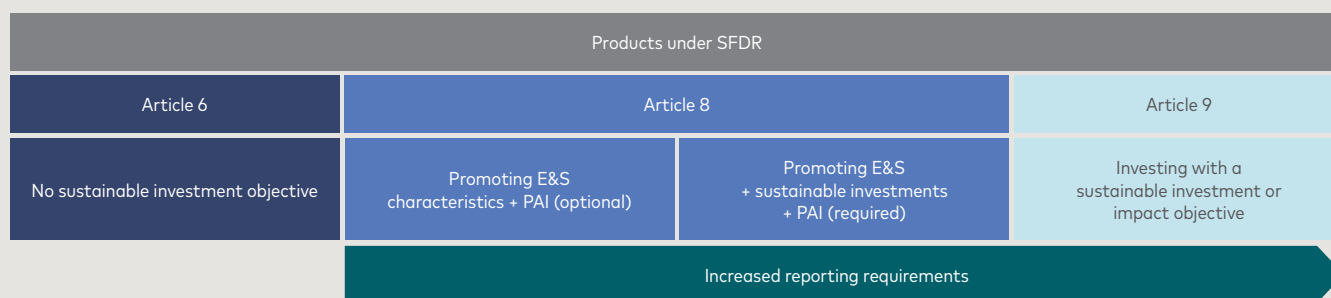 Products under SFDR
Article 6
Article 8
Article 9
No sustainable investment objective
Promoting E&S
characteristics + PAI (optional)
Promoting E&S
+ sustainable investments
+ PAI (required)
Investing with a
sustainable investment or
impact objective
Increased reporting requirements